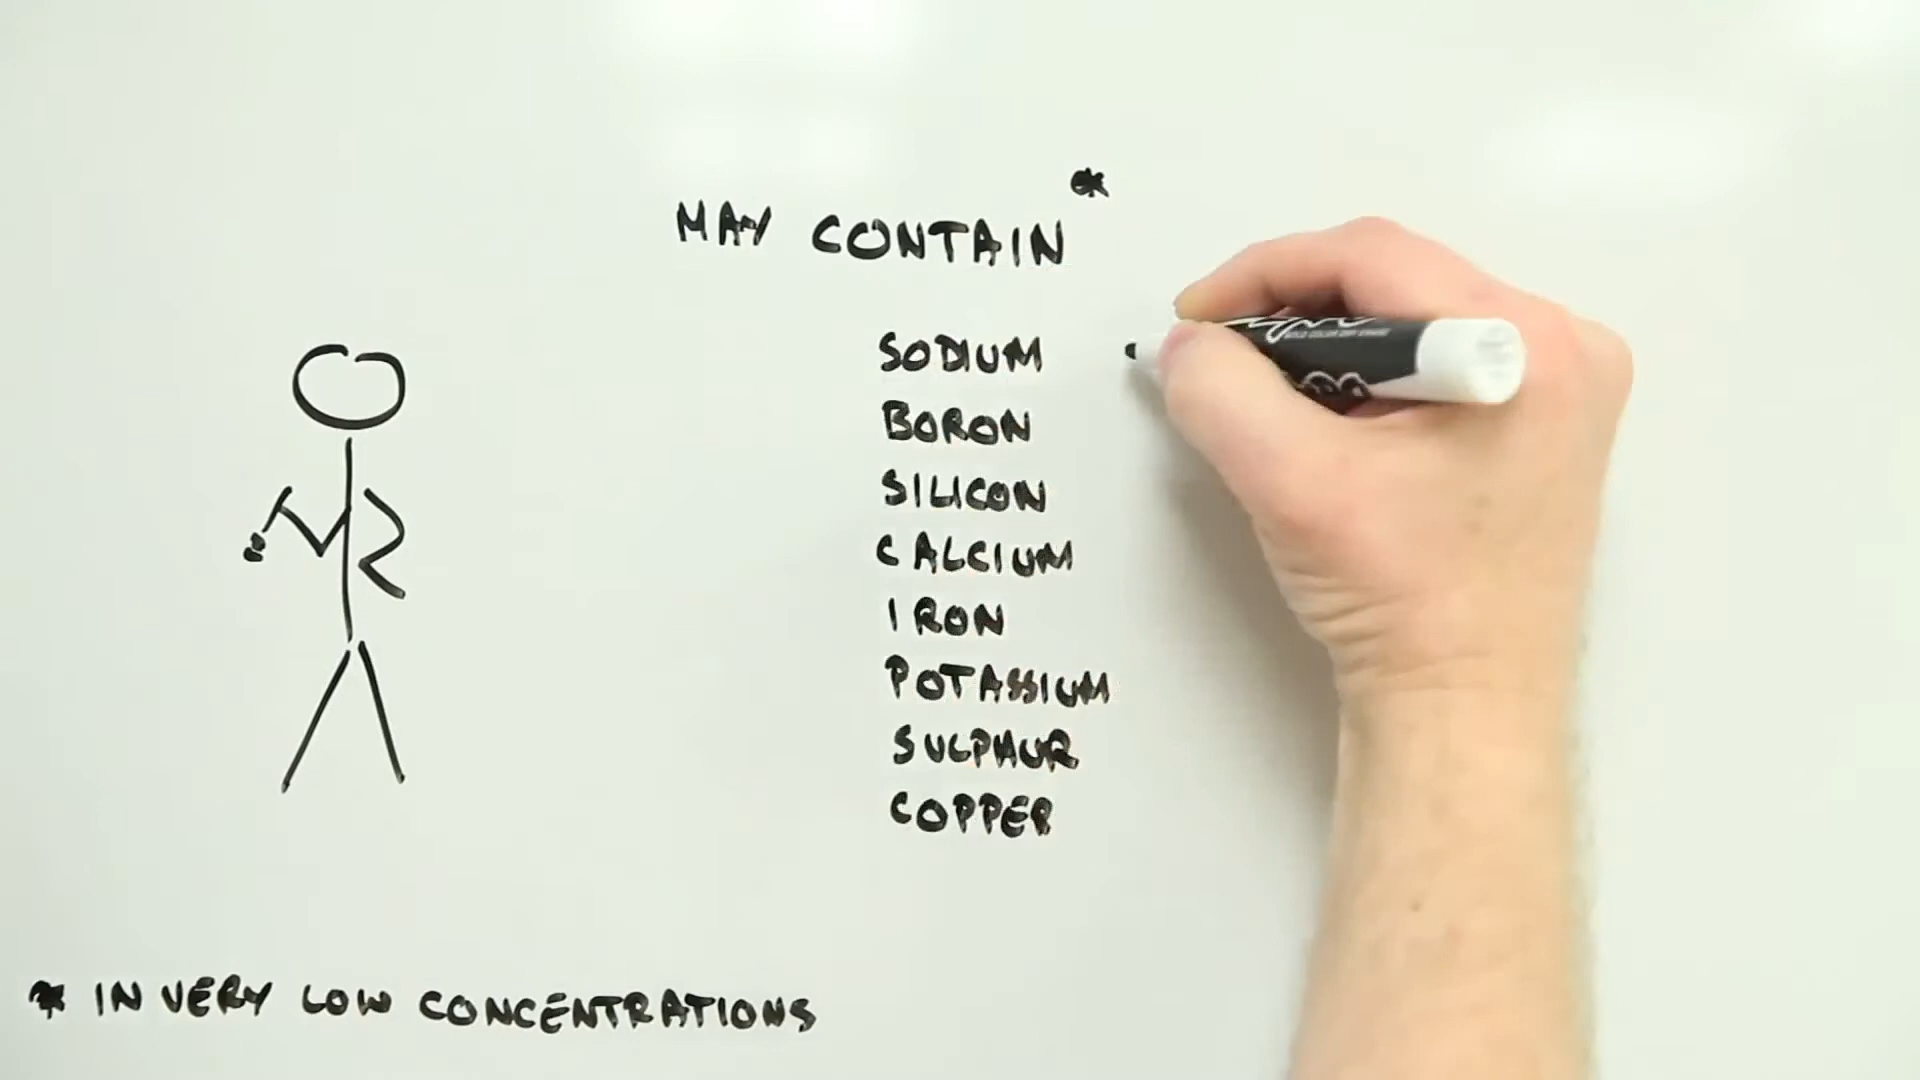 MAY CONTAIN*
SODIUM
BORON
SILICON
CALCIUM
IRON
POTASSIUM
SULPHUR
COPPER
* IN VERY LOW CONCENTRATIONS